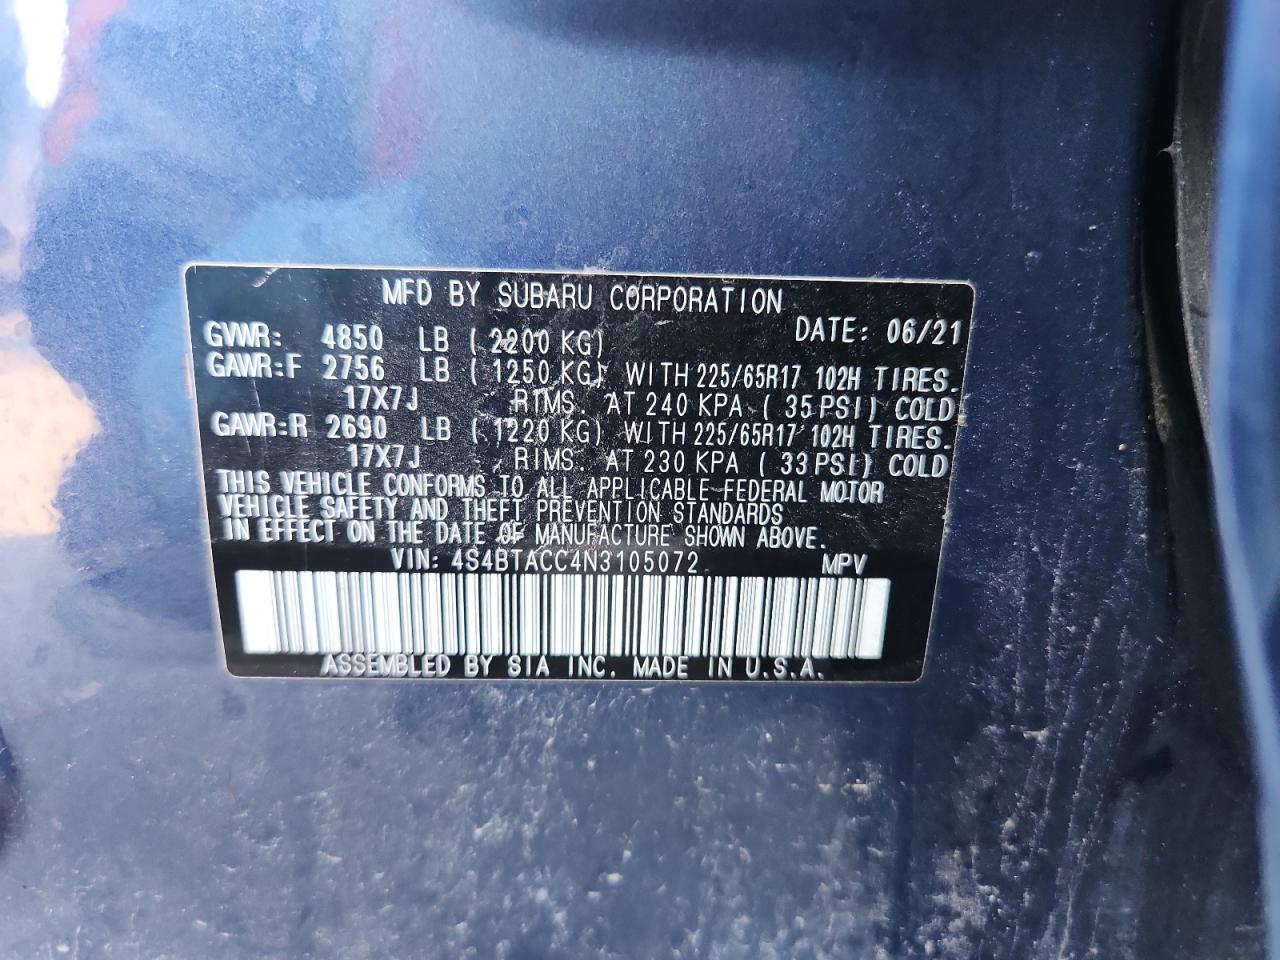 MFD BY SUBARU CORPORATION
GVWR: 4850 LB (2200 KG) DATE: 06/21
GAWR:F 2756 LB (1250 KG) WITH 225/65R17 102H TIRES.
17X7J RIMS. AT 240 KPA (35 PSI) COLD
GAWR:R 2690 LB (1220 KG) WITH 225/65R17 102H TIRES.
17X7J RIMS. AT 230 KPA (33 PSI) COLD
THIS VEHICLE CONFORMS TO ALL APPLICABLE FEDERAL MOTOR
VEHICLE SAFETY AND THEFT PREVENTION STANDARDS
IN EFFECT ON THE DATE OF MANUFACTURE SHOWN ABOVE.
VIN: 4S4BTACC4N3105072 MPV
ASSEMBLED BY SIA INC. MADE IN U.S.A.